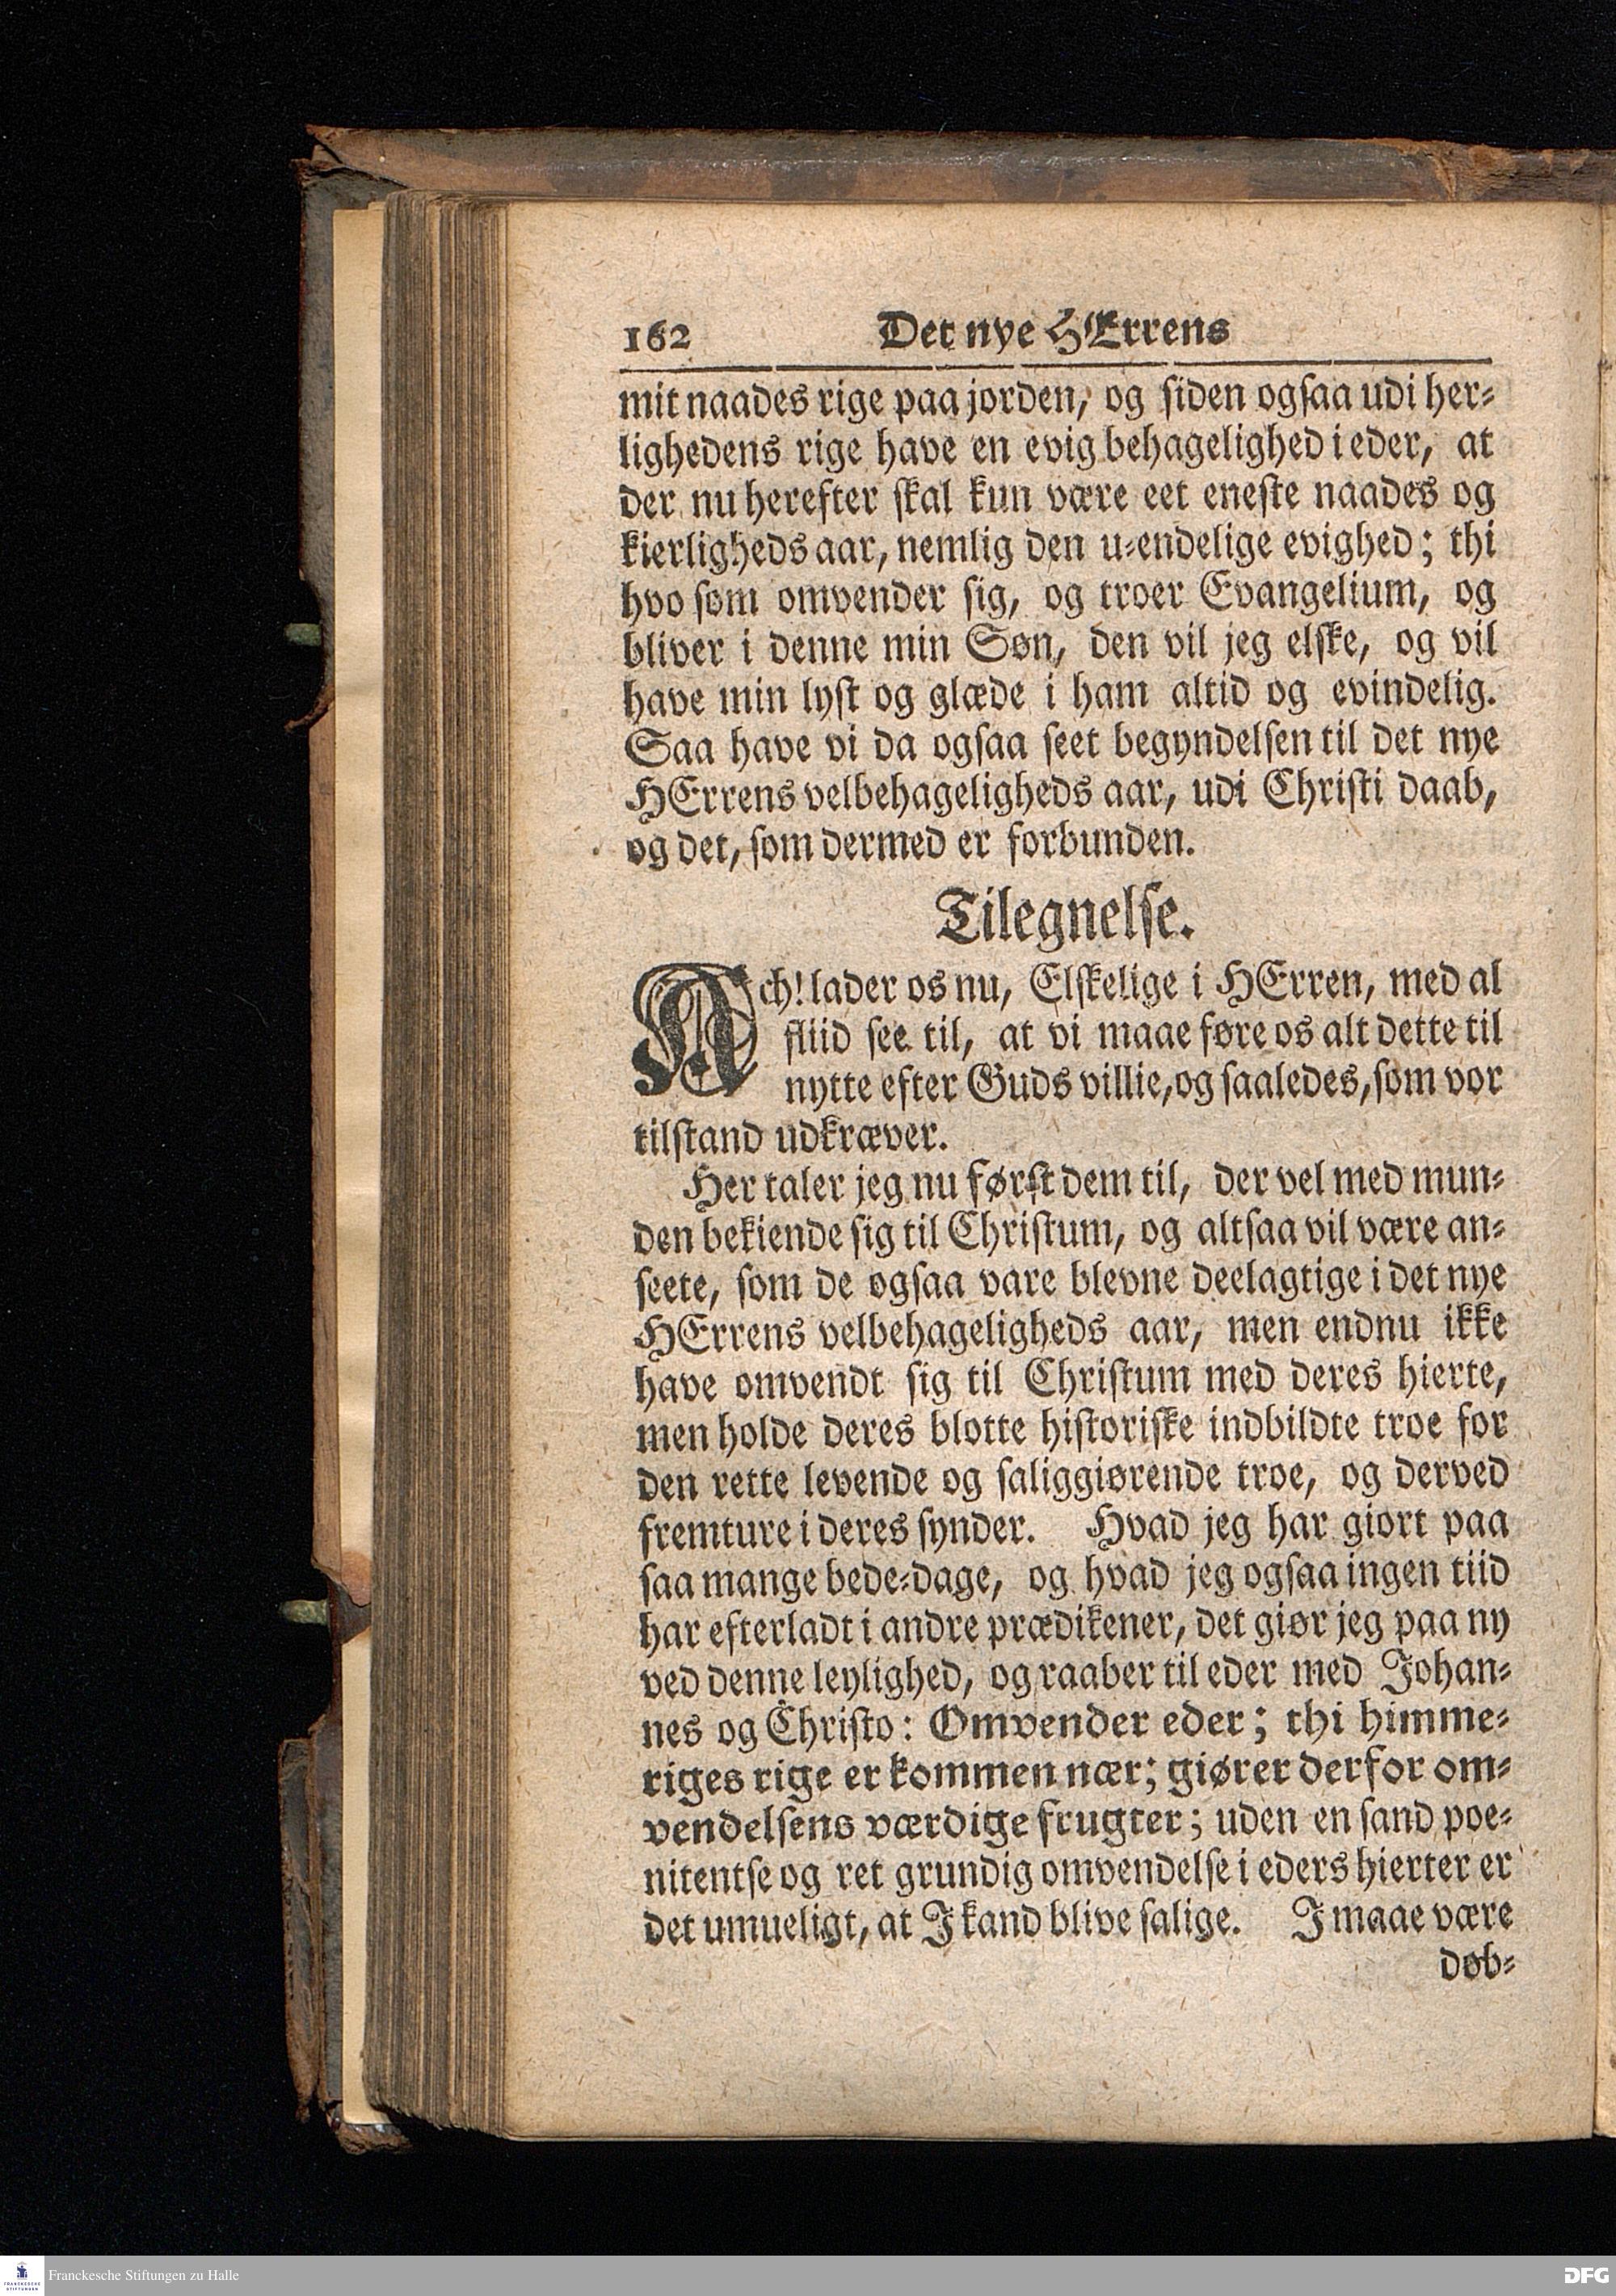 162 Det nye HErrens
mit naades rige paa jorden, og siden ogsaa udi her-
lighedens rige have en evig behagelighed i eder, at
der nu herefter skal kun være eet eneste naades og
kierligheds aar, nemlig den u-endelige evighed; thi
hvo som omvender sig, og troer Evangelium, og
bliver i denne min Søn, den vil jeg elske, og vil
have min lyst og glæde i ham altid og evindelig.
Saa have vi da ogsaa seet begyndelsen til det nye
HErrens velbehageligheds aar, udi Christi daab,
og det, som dermed er forbunden.
Tilegnelse.
Ach! lader os nu, Elskelige i HErren, med al
fliid see til, at vi maae føre os alt dette til
nytte efter Guds villie, og saaledes, som vor
tilstand udkræver.
Her taler jeg nu først dem til, der vel med mun-
den bekiende sig til Christum, og altsaa vil være an-
seete, som de ogsaa vare blevne deelagtige i det nye
HErrens velbehageligheds aar, men endnu ikke
have omvendt sig til Christum med deres hierte,
men holde deres blotte historiske indbildte troe for
den rette levende og saliggiørende troe, og derved
fremture i deres synder. Hvad jeg har giort paa
saa mange bede-dage, og hvad jeg ogsaa ingen tiid
har efterladt i andre prædikener, det giør jeg paa ny
ved denne leylighed, og raaber til eder med Johan-
nes og Christo: Omvender eder; thi himme-
riges rige er kommen nær; giører derfor om-
vendelsens værdige frugter; uden en sand poe-
nitentse og ret grundig omvendelse i eders hierter er
det umueligt, at I kand blive salige. I maae være
døb-
Franckesche Stiftungen zu Halle
DFG